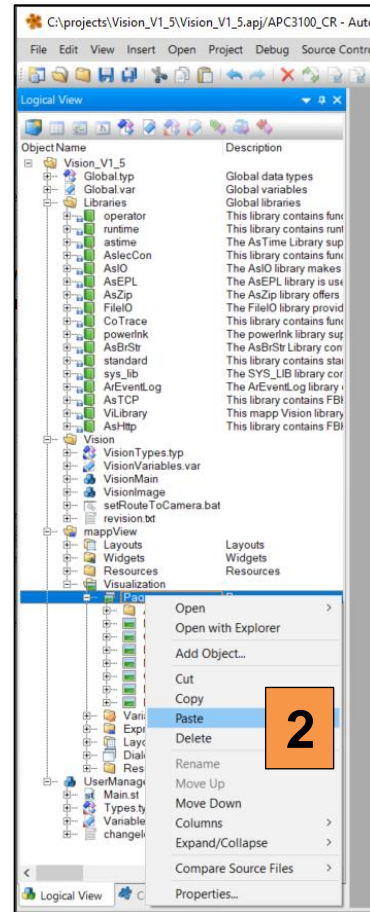 C:\projects\Vision_V1_5\Vision_V1_5.apj/APC3100_CR - Auto
File Edit View Insert Open Project Debug Source Contro
Logical View
Object Name Description
Vision_V1_5
Global.typ Global data types
Global.var Global variables
Libraries Global libraries
operator This library contains func
runtime This library contains runt
astime The AsTime Library sup
AsIecCon This library contains func
AsIO The AsIO library makes
AsEPL The AsEPL library is use
AsZip The AsZip library offers
FileIO The FileIO library provid
CoTrace This library contains func
powerlnk The powerlnk library sup
AsBrStr The AsBrStr Library con
standard This library contains stan
sys_lib The SYS_LIB library cor
ArEventLog The ArEventLog library
AsTCP This library contains FBK
ViLibrary This mapp Vision library
AsHttp This library contains FBK
Vision
VisionTypes.typ
VisionVariables.var
VisionMain
VisionImage
setRouteToCamera.bat
revision.txt
mappView
Layouts Layouts
Widgets Widgets
Resources Resources
Visualization
Pag
Open
Open with Explorer
Add Object...
Cut
Copy
Paste
Delete
Rename
Move Up
Move Down
Columns
Expand/Collapse
Compare Source Files
Properties...
2
Vari
Expr
Layo
Dialo
Res
UserManage
Main.st
Types.ty
Variable
changelo
Logical View